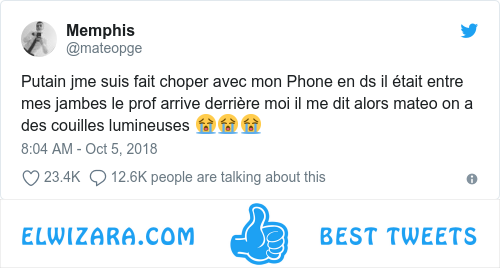 Memphis
@mateopge
Putain jme suis fait choper avec mon Phone en ds il était entre
mes jambes le prof arrive derrière moi il me dit alors mateo on a
des couilles lumineuses 😭😭😭
8:04 AM - Oct 5, 2018
23.4K 12.6K people are talking about this
ELWIZARA.COM BEST TWEETS